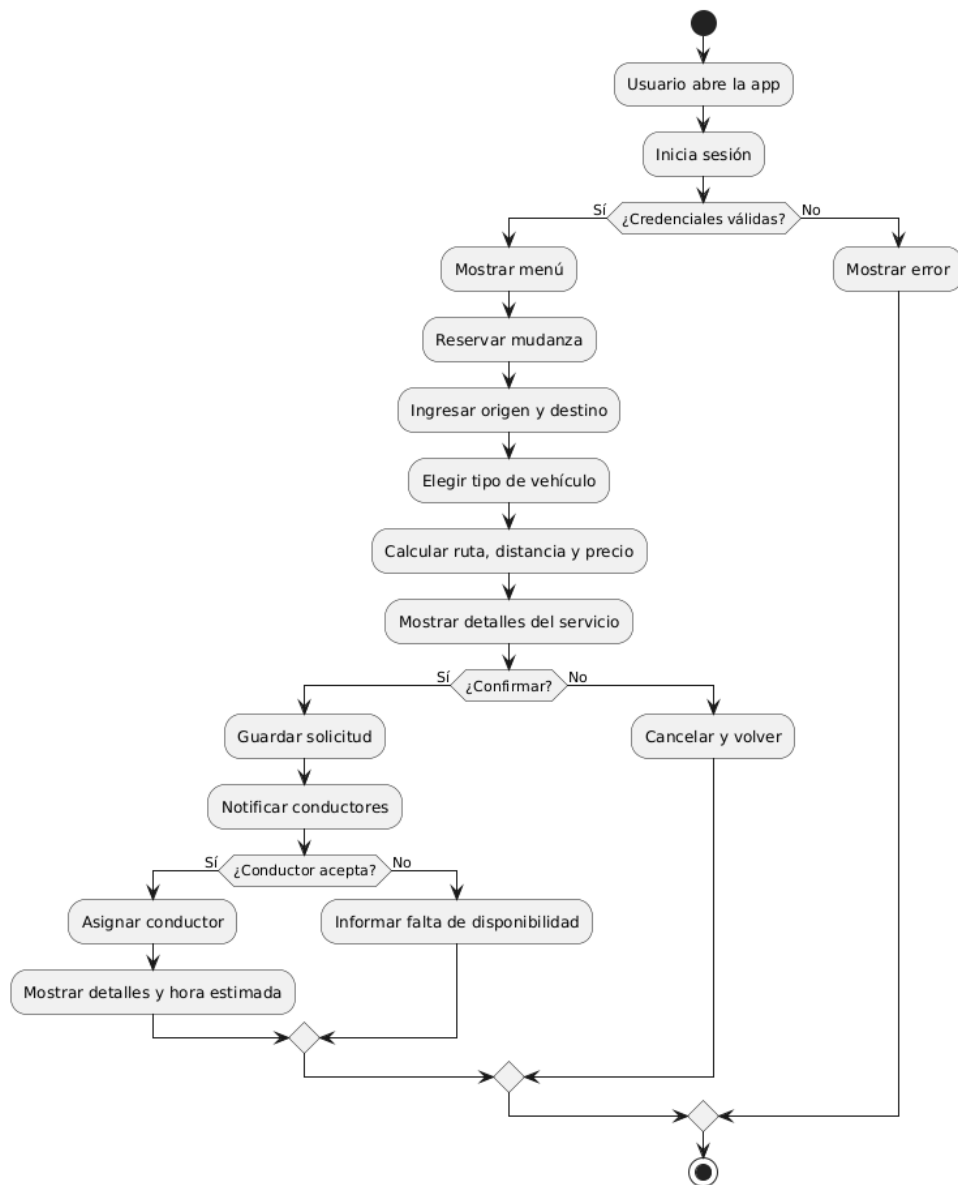 Usuario abre la app
Inicia sesión
Sí
¿Credenciales válidas?
No
Mostrar menú
Mostrar error
Reservar mudanza
Ingresar origen y destino
Elegir tipo de vehículo
Calcular ruta, distancia y precio
Mostrar detalles del servicio
Sí
¿Confirmar?
No
Guardar solicitud
Cancelar y volver
Notificar conductores
Sí
¿Conductor acepta?
No
Asignar conductor
Informar falta de disponibilidad
Mostrar detalles y hora estimada